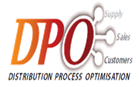 Supply
DPO
Sales
Customers
DISTRIBUTION PROCESS OPTIMISATION